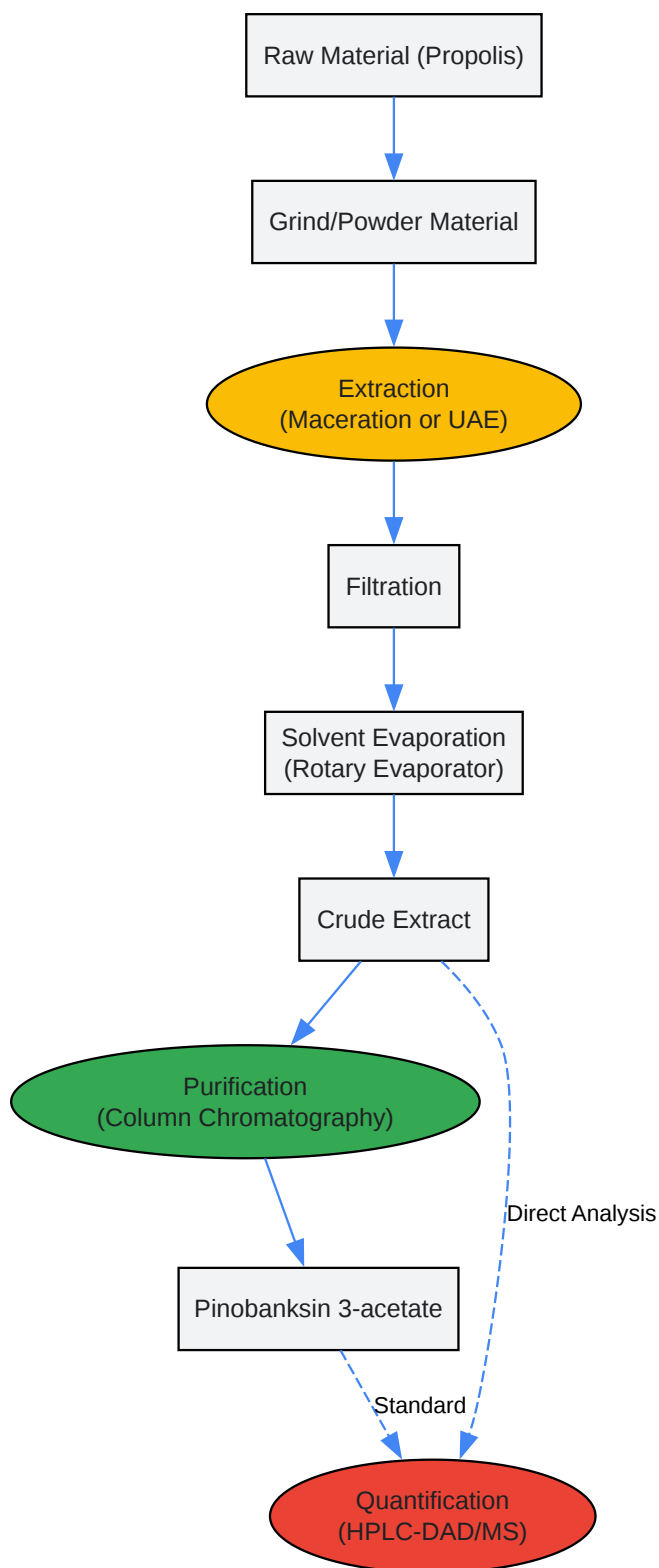 Raw Material (Propolis)
Grind/Powder Material
Extraction
(Maceration or UAE)
Filtration
Solvent Evaporation
(Rotary Evaporator)
Crude Extract
Purification
(Column Chromatography)
Direct Analysis
Pinobanksin 3-acetate
Standard
Quantification
(HPLC-DAD/MS)